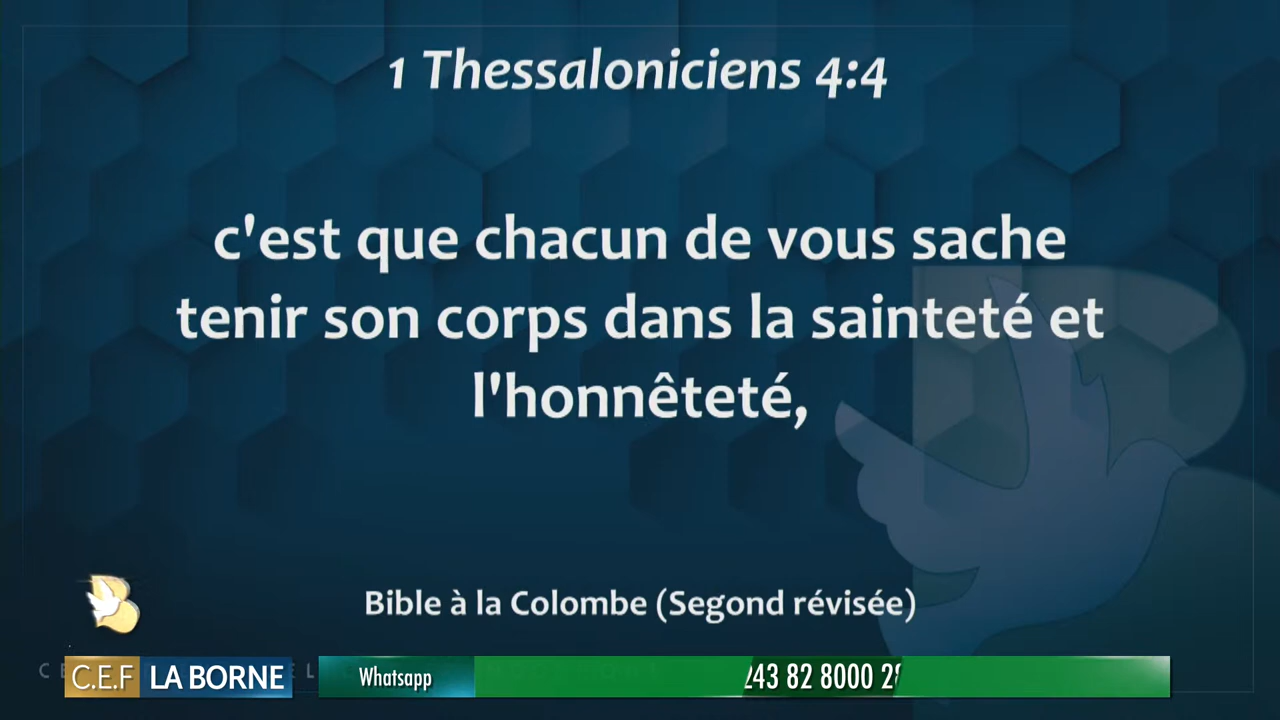 1 Thessaloniciens 4:4
c'est que chacun de vous sache
tenir son corps dans la sainteté et
l'honnêteté,
Bible à la Colombe (Segond révisée)
C.E.F LA BORNE
Whatsapp
243 82 8000